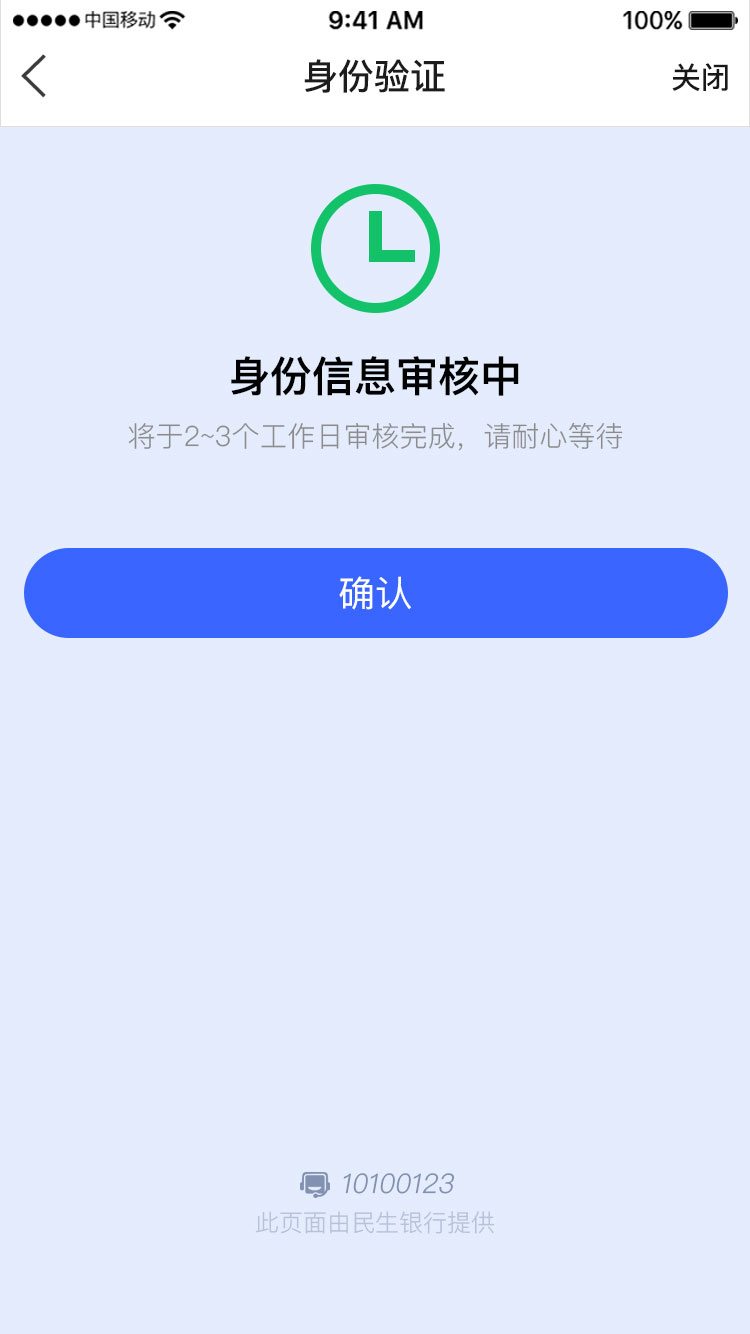 中国移动 9:41 AM 100%
身份验证 关闭
身份信息审核中
将于2~3个工作日审核完成，请耐心等待
确认
10100123
此页面由民生银行提供